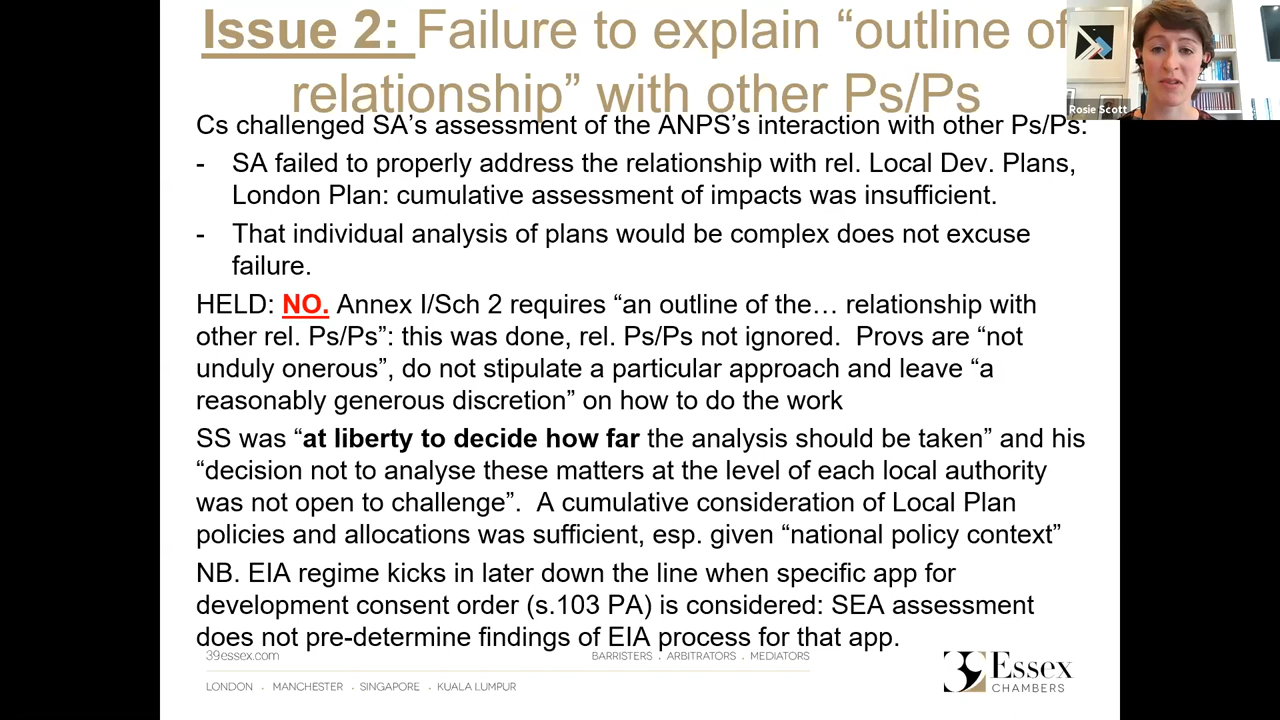 Issue 2: Failure to explain “outline of
relationship” with other Ps/Ps
Rosie Scott
Cs challenged SA’s assessment of the ANPS’s interaction with other Ps/Ps:
- SA failed to properly address the relationship with rel. Local Dev. Plans,
London Plan: cumulative assessment of impacts was insufficient.
- That individual analysis of plans would be complex does not excuse
failure.
HELD: NO. Annex I/Sch 2 requires “an outline of the… relationship with
other rel. Ps/Ps”: this was done, rel. Ps/Ps not ignored. Provs are “not
unduly onerous”, do not stipulate a particular approach and leave “a
reasonably generous discretion” on how to do the work
SS was “at liberty to decide how far the analysis should be taken” and his
“decision not to analyse these matters at the level of each local authority
was not open to challenge”. A cumulative consideration of Local Plan
policies and allocations was sufficient, esp. given “national policy context”
NB. EIA regime kicks in later down the line when specific app for
development consent order (s.103 PA) is considered: SEA assessment
does not pre-determine findings of EIA process for that app.
39essex.com
BARRISTERS . ARBITRATORS . MEDIATORS
LONDON . MANCHESTER . SINGAPORE . KUALA LUMPUR
39 Essex
CHAMBERS